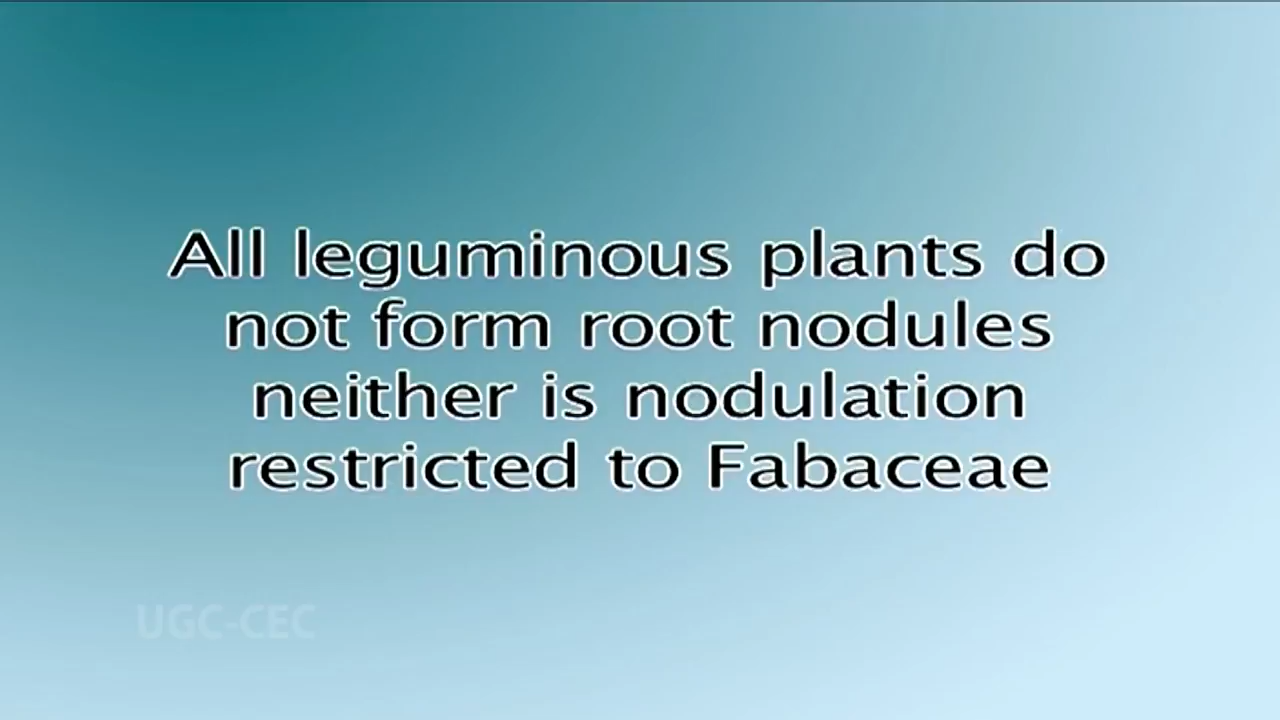 All leguminous plants do
not form root nodules
neither is nodulation
restricted to Fabaceae
UGC-CEC